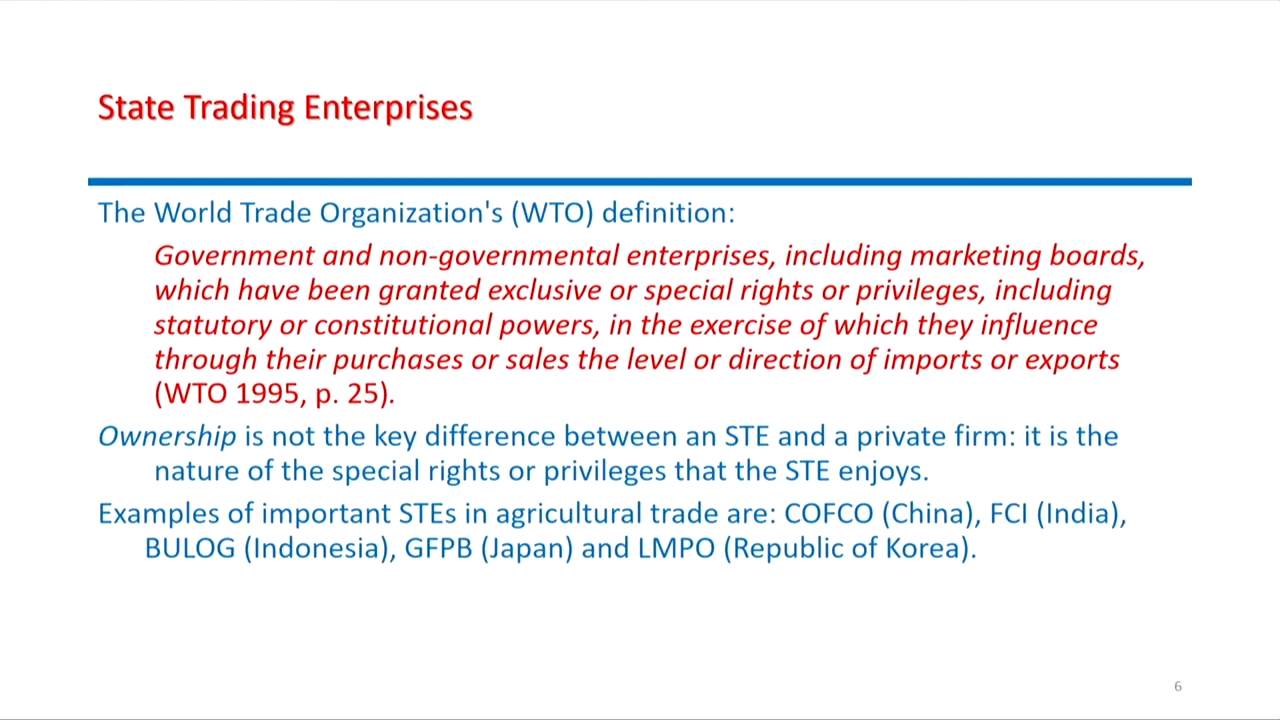 State Trading Enterprises
The World Trade Organization's (WTO) definition:
Government and non-governmental enterprises, including marketing boards,
which have been granted exclusive or special rights or privileges, including
statutory or constitutional powers, in the exercise of which they influence
through their purchases or sales the level or direction of imports or exports
(WTO 1995, p. 25).
Ownership is not the key difference between an STE and a private firm: it is the
nature of the special rights or privileges that the STE enjoys.
Examples of important STEs in agricultural trade are: COFCO (China), FCI (India),
BULOG (Indonesia), GFPB (Japan) and LMPO (Republic of Korea).
6